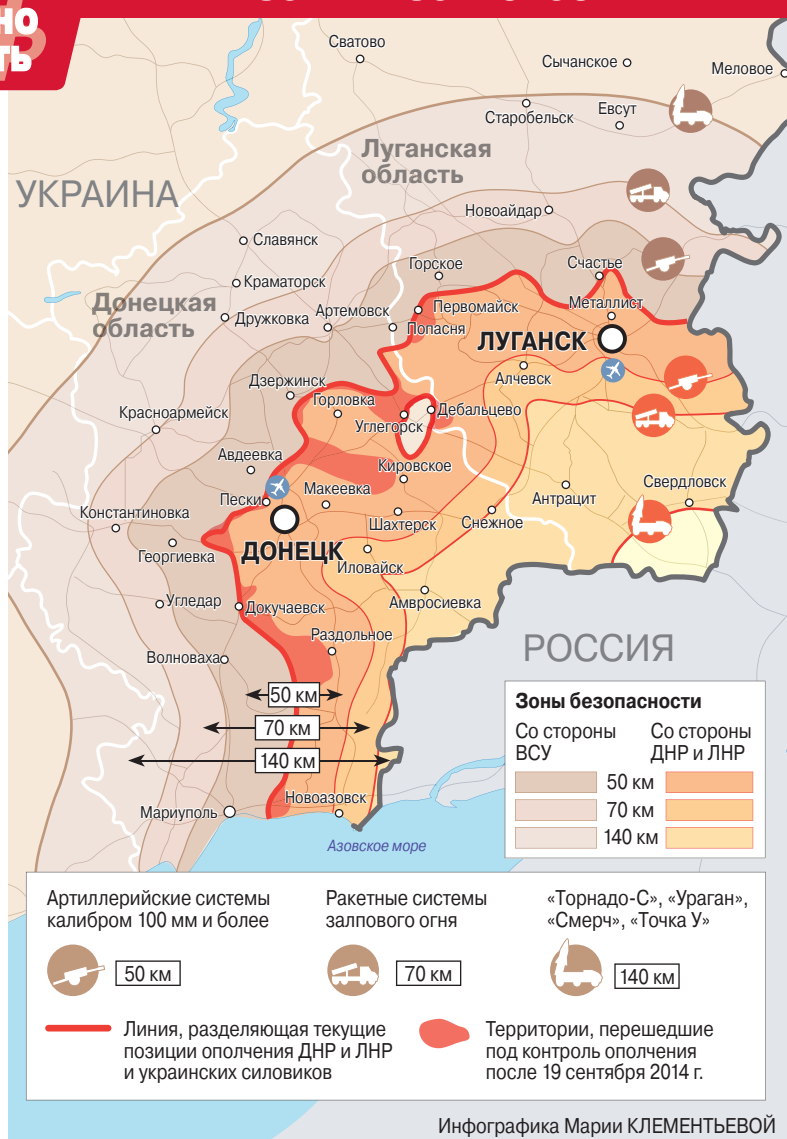 УКРАИНА
Сватово
Сычанское
Меловое
Старобельск
Евсут
Луганская
область
Новоайдар
Славянск
Горское
Счастье
Краматорск
Донецкая
область
Дружковка
Артемовск
Первомайск
Попасня
Металлист
ЛУГАНСК
Алчевск
Дзержинск
Горловка
Дебальцево
Углегорск
Красноармейск
Авдеевка
Кировское
Пески
Макеевка
Антрацит
Свердловск
Константиновка
Шахтерск
Снежное
ДОНЕЦК
Георгиевка
Иловайск
Угледар
Докучаевск
Амвросиевка
Раздольное
Волноваха
РОССИЯ
50 км
70 км
140 км
Мариуполь
Новоазовск
Азовское море
Зоны безопасности
Со стороны
ВСУ
Со стороны
ДНР и ЛНР
50 км
70 км
140 км
Артиллерийские системы
калибром 100 мм и более
50 км
Ракетные системы
залпового огня
70 км
«Торнадо-С», «Ураган»,
«Смерч», «Точка У»
140 км
Линия, разделяющая текущие
позиции ополчения ДНР и ЛНР
и украинских силовиков
Территории, перешедшие
под контроль ополчения
после 19 сентября 2014 г.
Инфографика Марии КЛЕМЕНТЬЕВОЙ